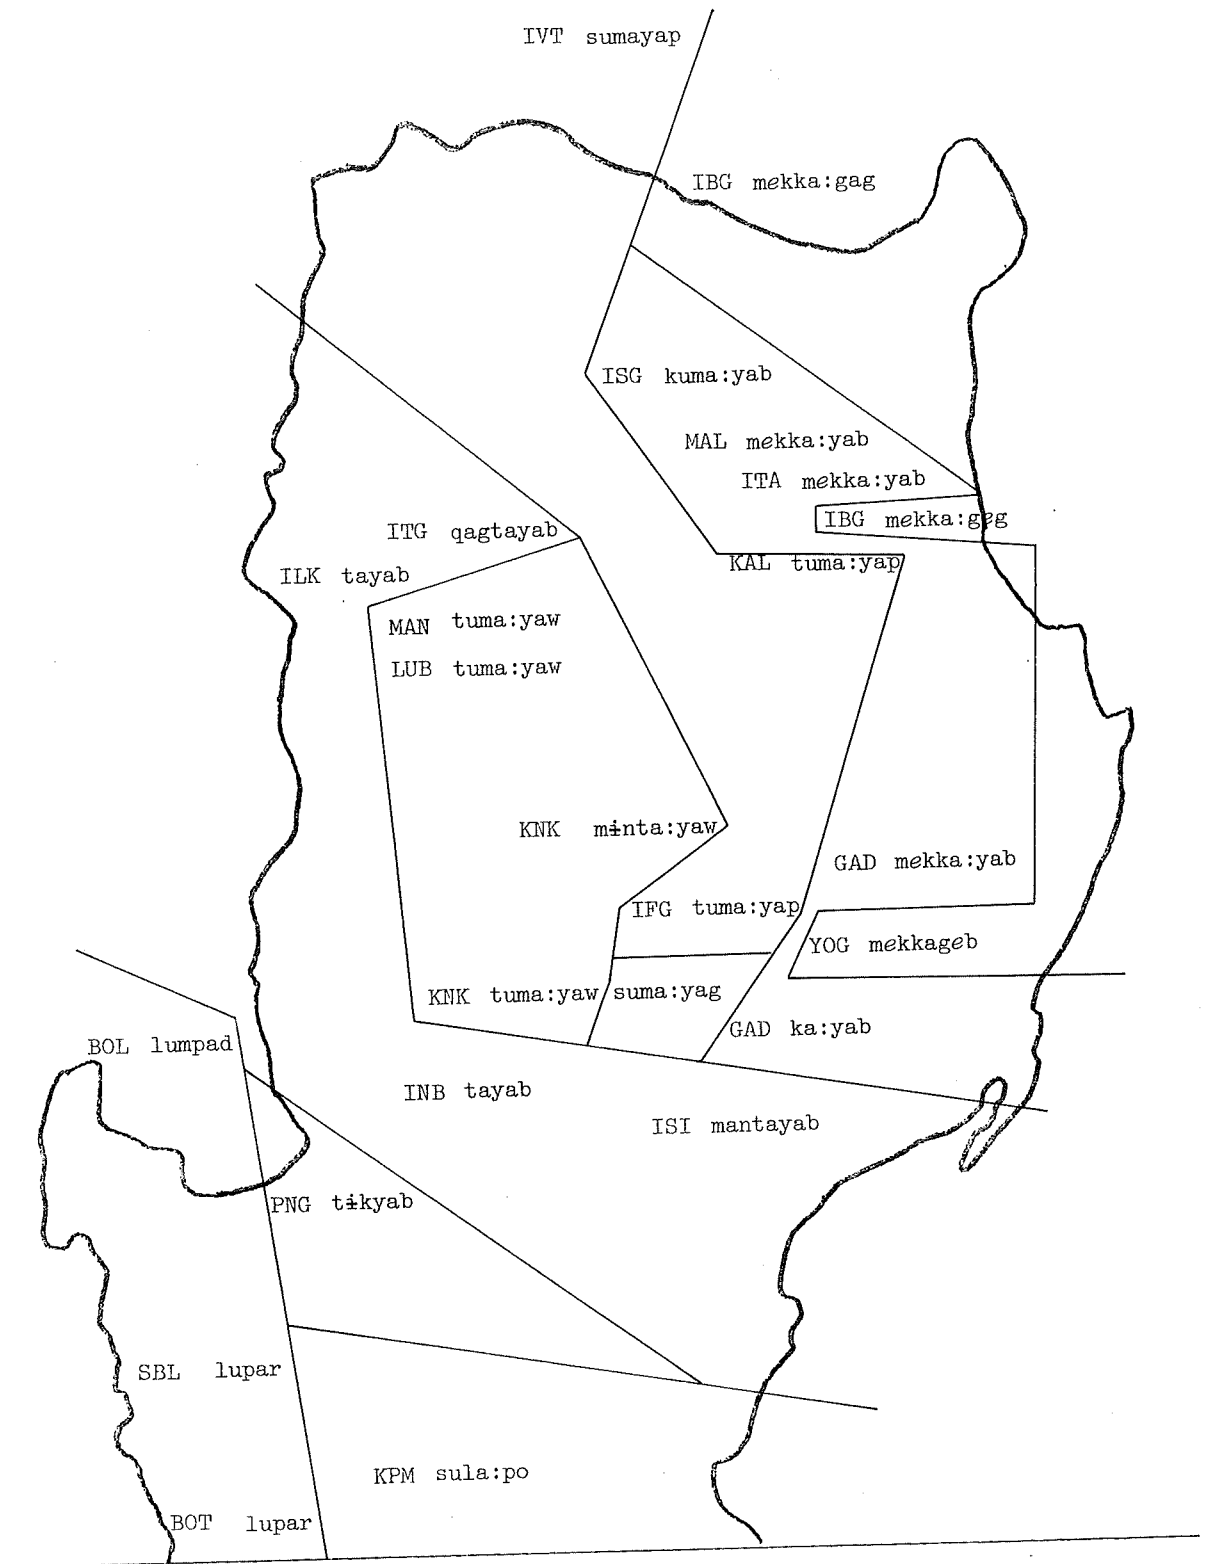 IVT sumayap
IBG mekka:gag
ISG kuma:yab
MAL mekka:yab
ITA mekka:yab
IBG mekka:geg
ITG qagtayab
KAL tuma:yap
ILK tayab
MAN tuma:yaw
LUB tuma:yaw
KNK mɨnta:yaw
GAD mekka:yab
IFG tuma:yap
YOG mekkageb
KNK tuma:yaw
suma:yag
GAD ka:yab
BOL lumpad
INB tayab
ISI mantayab
PNG tɨkyab
SBL lupar
KPM sula:po
BOT lupar